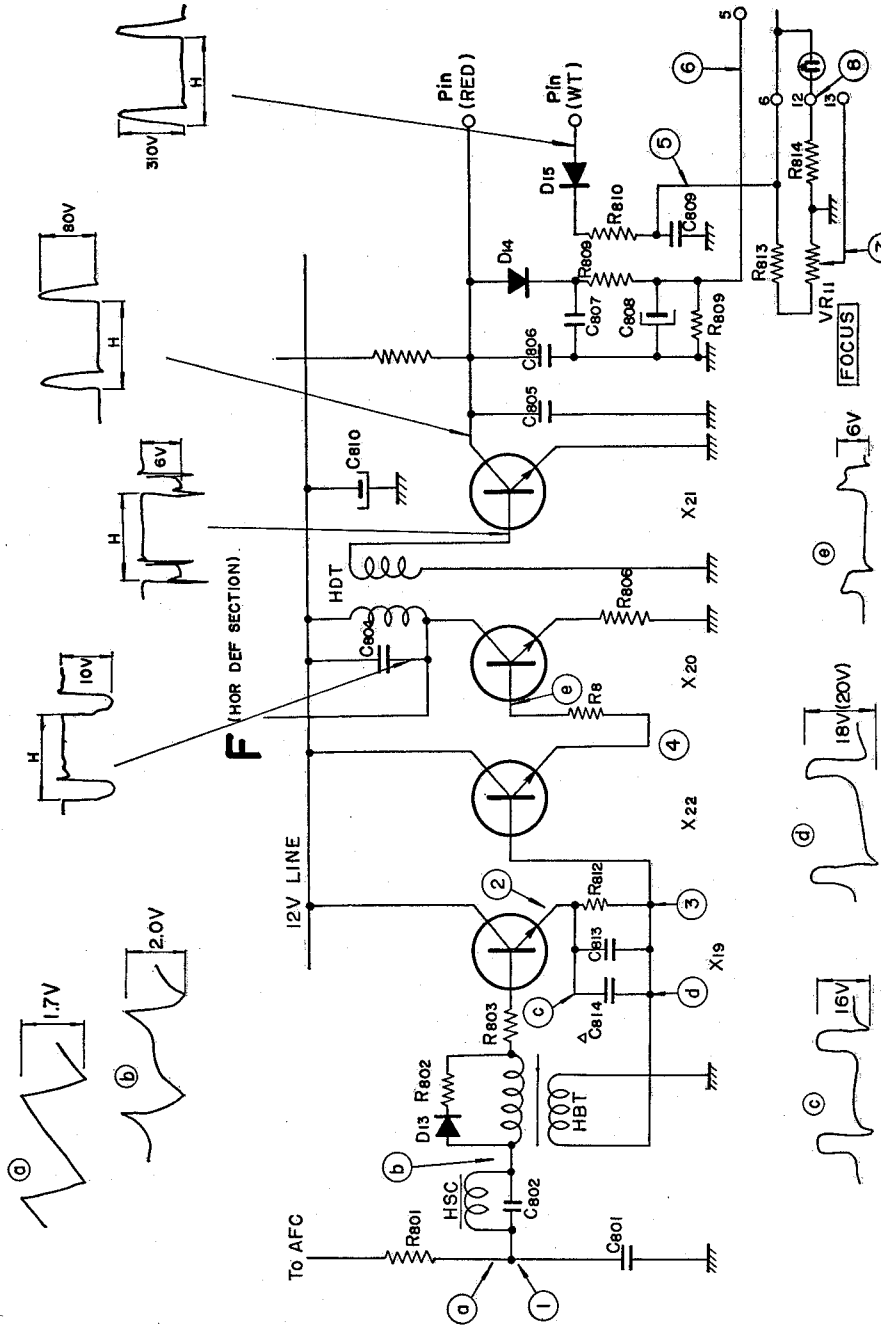 ⓐ
1.7V
ⓑ
2.0V
H
10V
H
6V
H
80V
H
310V
F (HOR DEF SECTION)
12V LINE
To AFC
R801
HSC
C802
D13
R802
HBT
R803
C801
ⓐ
1
ⓑ
ⓒ
△
C814
C813
R812
2
3
ⓓ
X19
X22
4
R8
ⓔ
X20
R806
C804
HDT
C810
X21
C805
C806
C807
C808
R809
R809
D14
D15
R810
C809
Pin
(RED)
Pin
(WT)
5
6
5
6
12
13
8
R813
R814
VR11
7
FOCUS
ⓒ
16V
ⓓ
18V(20V)
ⓔ
6V